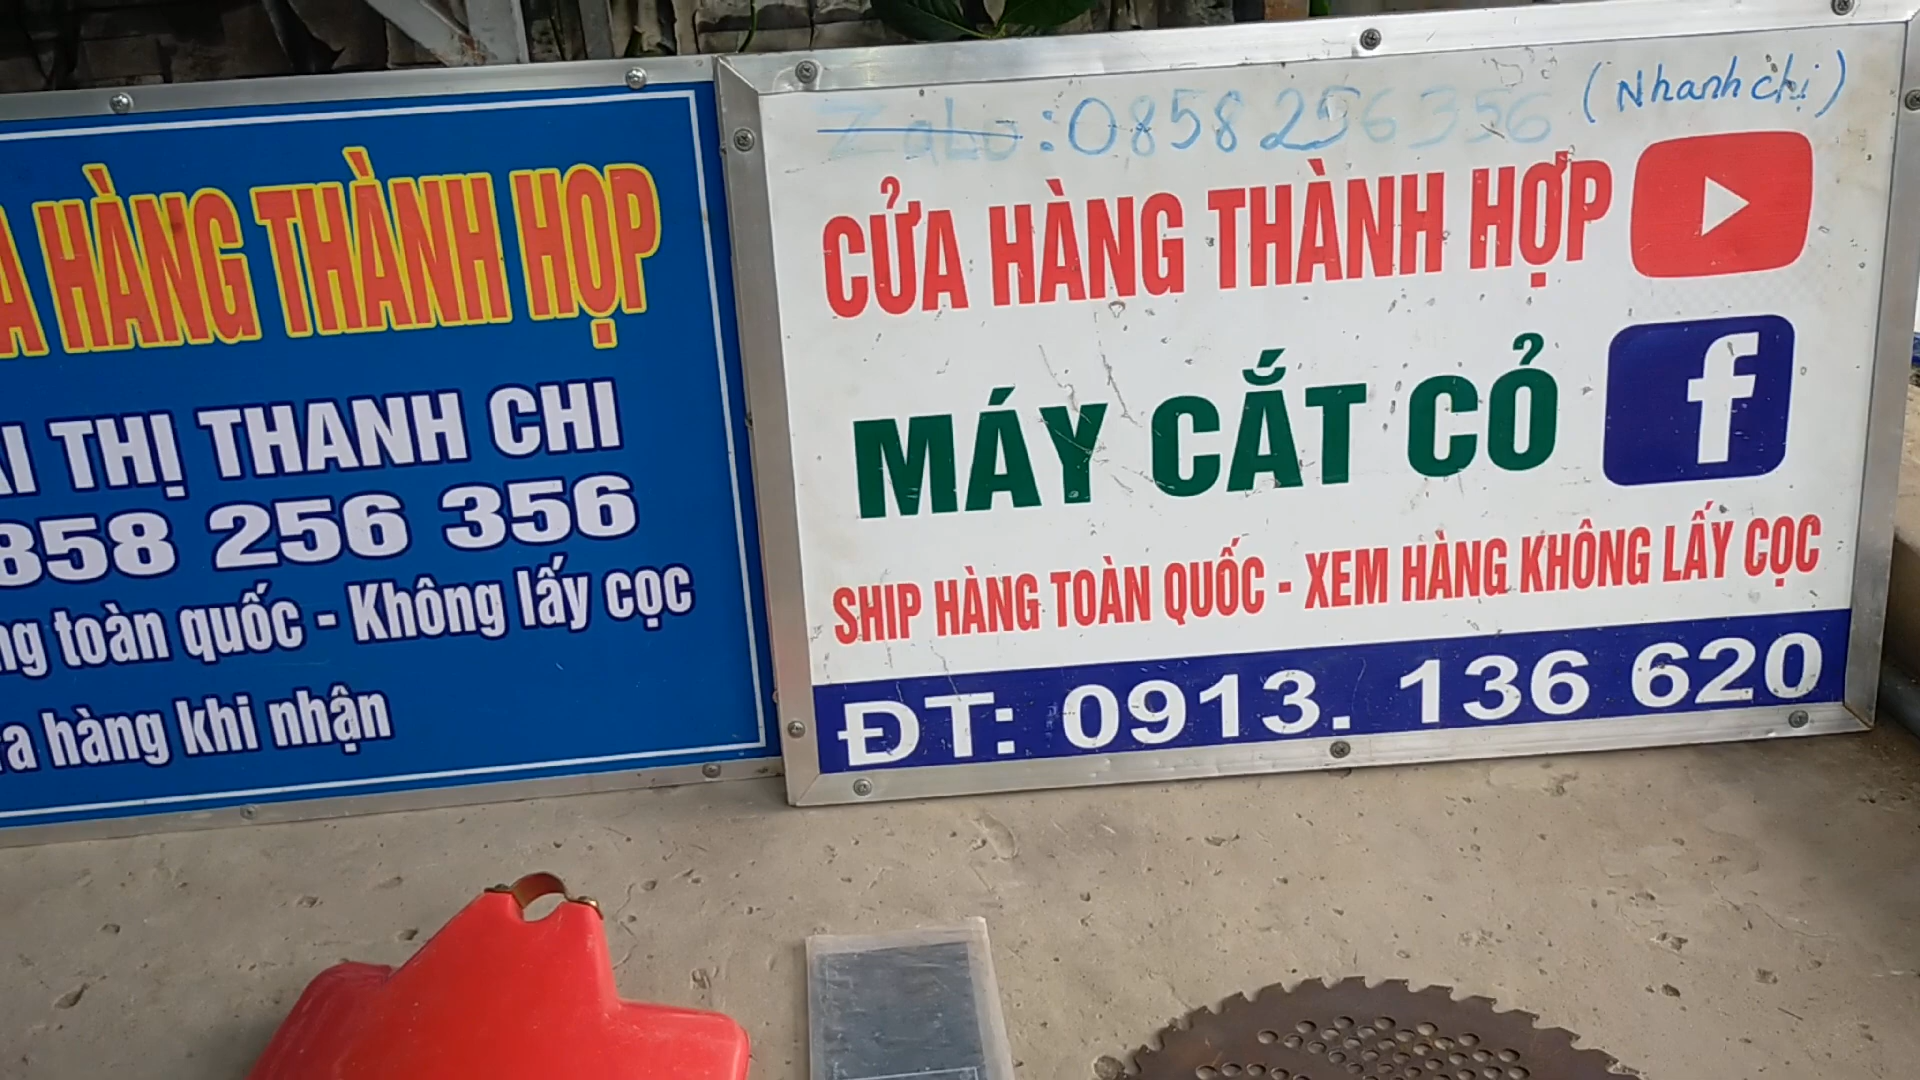 HÀNG THÀNH HỢP
THỊ THANH CHI
858 256 356
toàn quốc - Không lấy cọc
hàng khi nhận
Zalo: 0858 256 356 (Nhanh chị)
CỬA HÀNG THÀNH HỢP
MÁY CẮT CỎ
SHIP HÀNG TOÀN QUỐC - XEM HÀNG KHÔNG LẤY CỌC
ĐT: 0913. 136 620